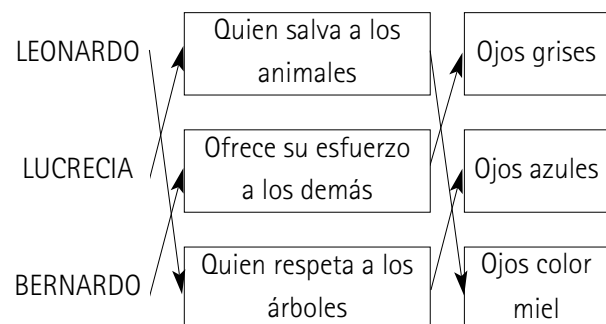 LEONARDO
Quien salva a los
animales
Ojos grises
LUCRECIA
Ofrece su esfuerzo
a los demás
Ojos azules
BERNARDO
Quien respeta a los
árboles
Ojos color
miel